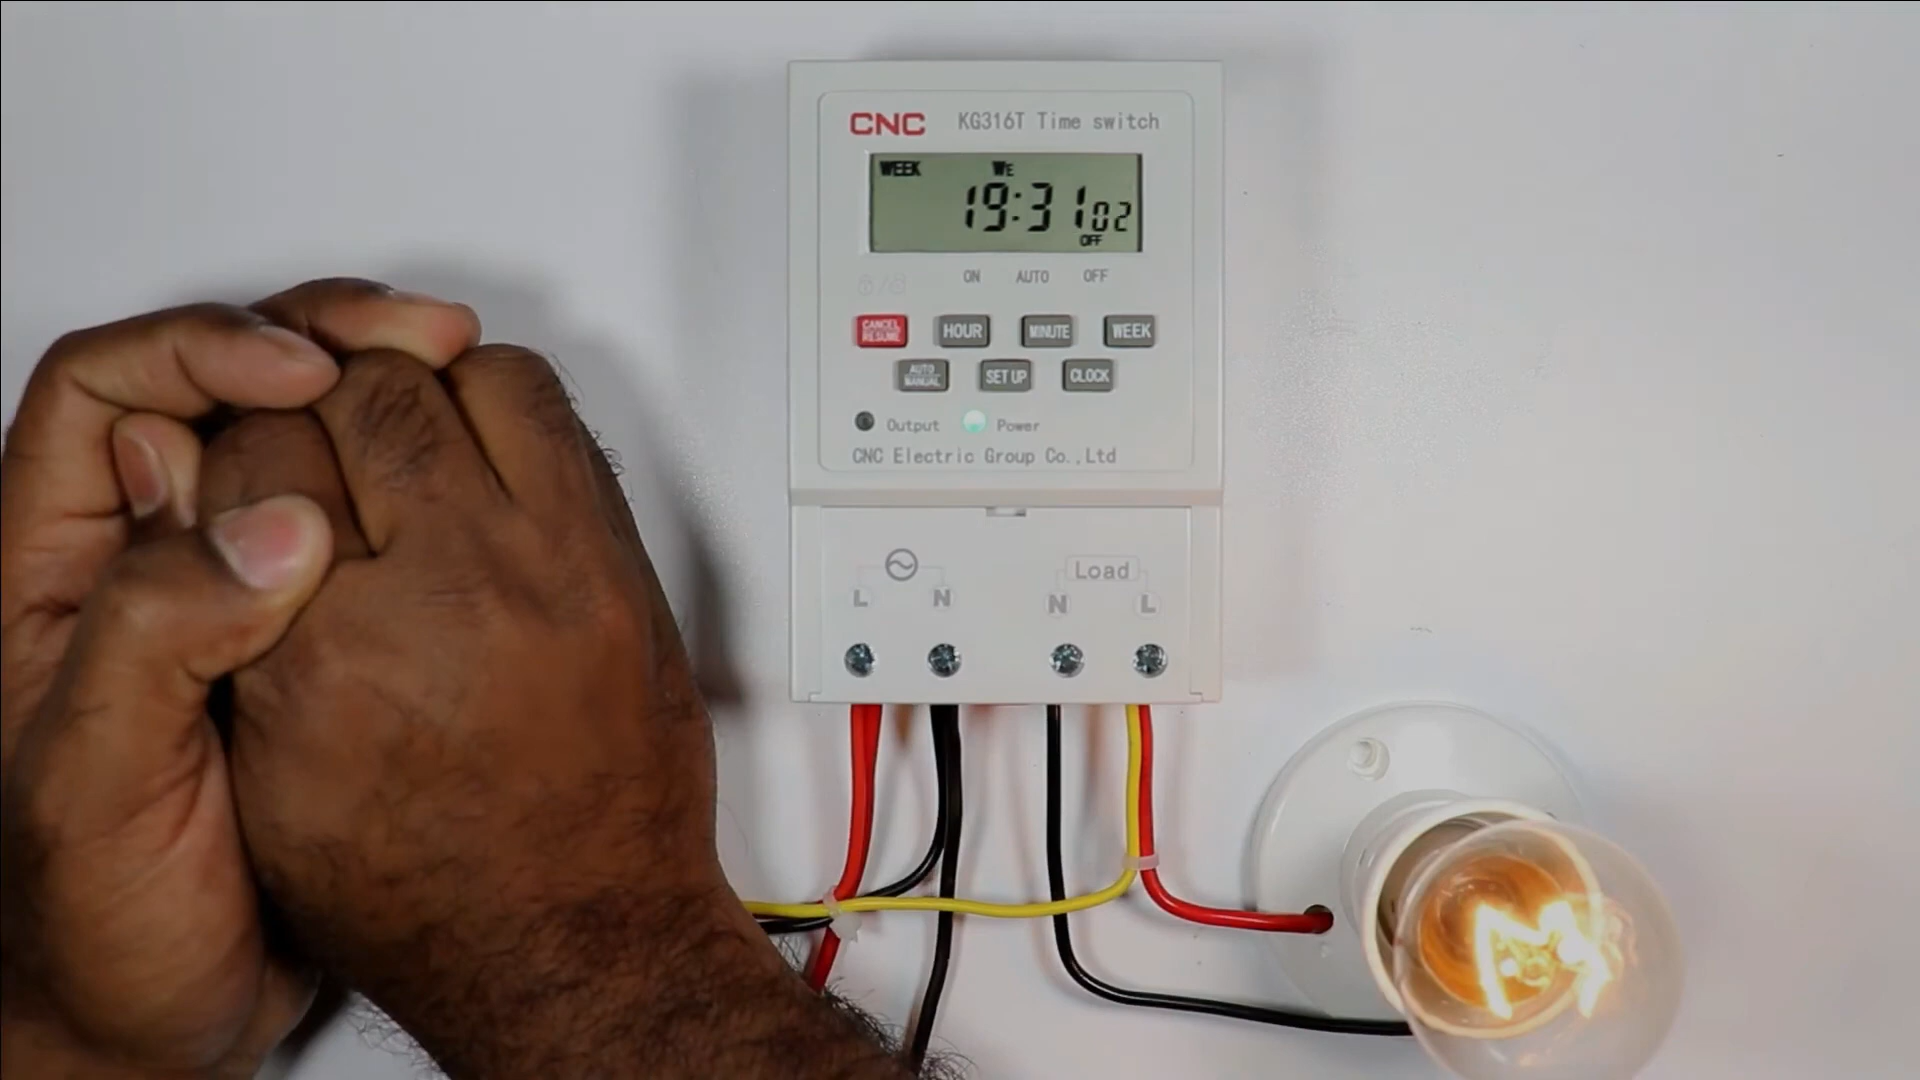 CNC KG316T Time switch
WEEK WE
19:31 02
OFF
ON AUTO OFF
CANCEL RESUME HOUR MINUTE WEEK
AUTO MANUAL SET UP CLOCK
Output Power
CNC Electric Group Co.,Ltd
Load
L N N L